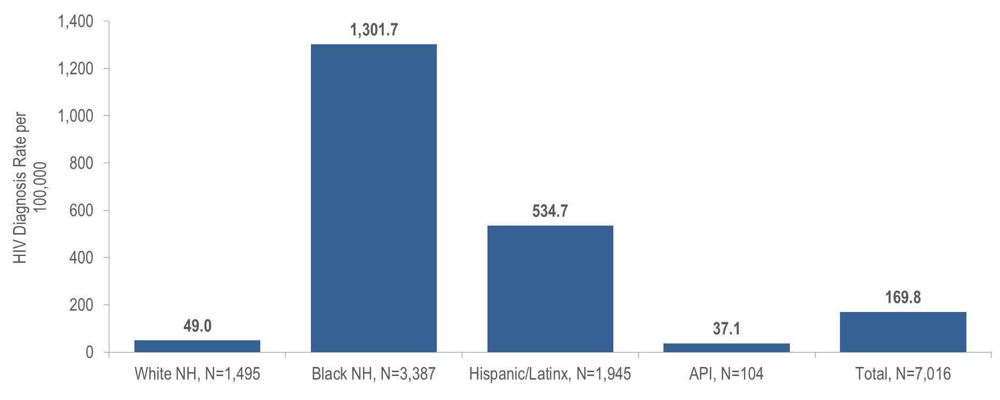 HIV Diagnosis Rate per
100,000
1,400
1,200
1,000
800
600
400
200
0
49.0
1,301.7
534.7
37.1
169.8
White NH, N=1,495
Black NH, N=3,387
Hispanic/Latinx, N=1,945
API, N=104
Total, N=7,016